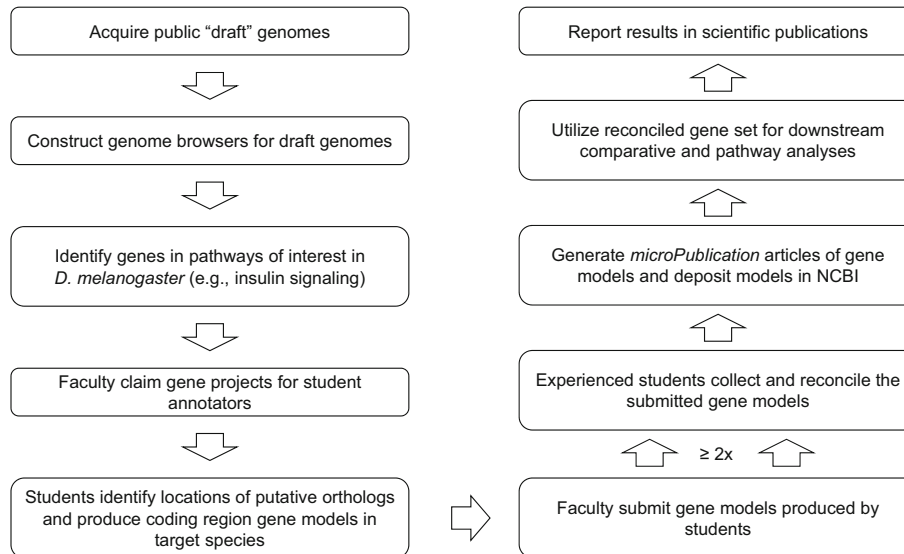 Acquire public “draft” genomes
Construct genome browsers for draft genomes
Identify genes in pathways of interest in
D. melanogaster (e.g., insulin signaling)
Faculty claim gene projects for student
annotators
Students identify locations of putative orthologs
and produce coding region gene models in
target species
Faculty submit gene models produced by
students
≥ 2x
Experienced students collect and reconcile the
submitted gene models
Generate microPublication articles of gene
models and deposit models in NCBI
Utilize reconciled gene set for downstream
comparative and pathway analyses
Report results in scientific publications